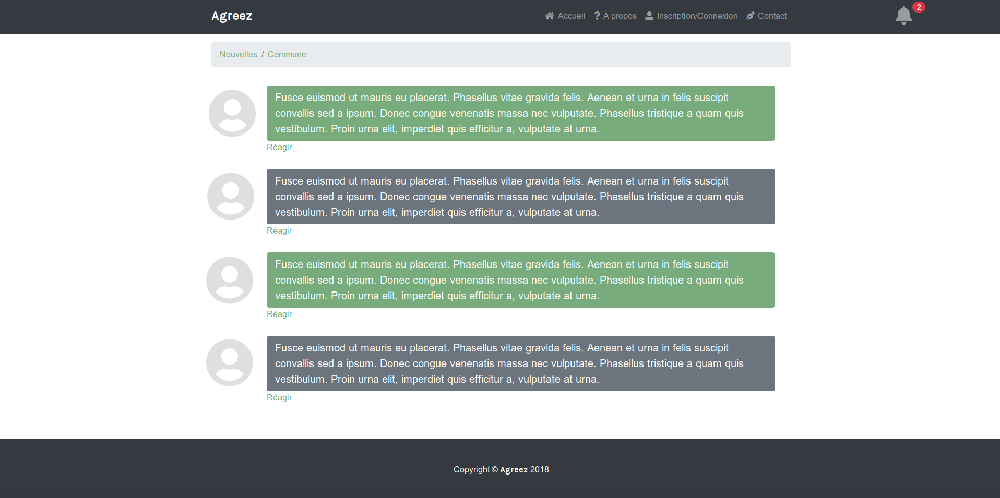 Agreez
Accueil
À propos
Inscription/Connexion
Contact
2
Nouvelles / Commune
Fusce euismod ut mauris eu placerat. Phasellus vitae gravida felis. Aenean et urna in felis suscipit
convallis sed a ipsum. Donec congue venenatis massa nec vulputate. Phasellus tristique a quam quis
vestibulum. Proin urna elit, imperdiet quis efficitur a, vulputate at urna.
Réagir
Fusce euismod ut mauris eu placerat. Phasellus vitae gravida felis. Aenean et urna in felis suscipit
convallis sed a ipsum. Donec congue venenatis massa nec vulputate. Phasellus tristique a quam quis
vestibulum. Proin urna elit, imperdiet quis efficitur a, vulputate at urna.
Réagir
Fusce euismod ut mauris eu placerat. Phasellus vitae gravida felis. Aenean et urna in felis suscipit
convallis sed a ipsum. Donec congue venenatis massa nec vulputate. Phasellus tristique a quam quis
vestibulum. Proin urna elit, imperdiet quis efficitur a, vulputate at urna.
Réagir
Fusce euismod ut mauris eu placerat. Phasellus vitae gravida felis. Aenean et urna in felis suscipit
convallis sed a ipsum. Donec congue venenatis massa nec vulputate. Phasellus tristique a quam quis
vestibulum. Proin urna elit, imperdiet quis efficitur a, vulputate at urna.
Réagir
Copyright © Agreez 2018